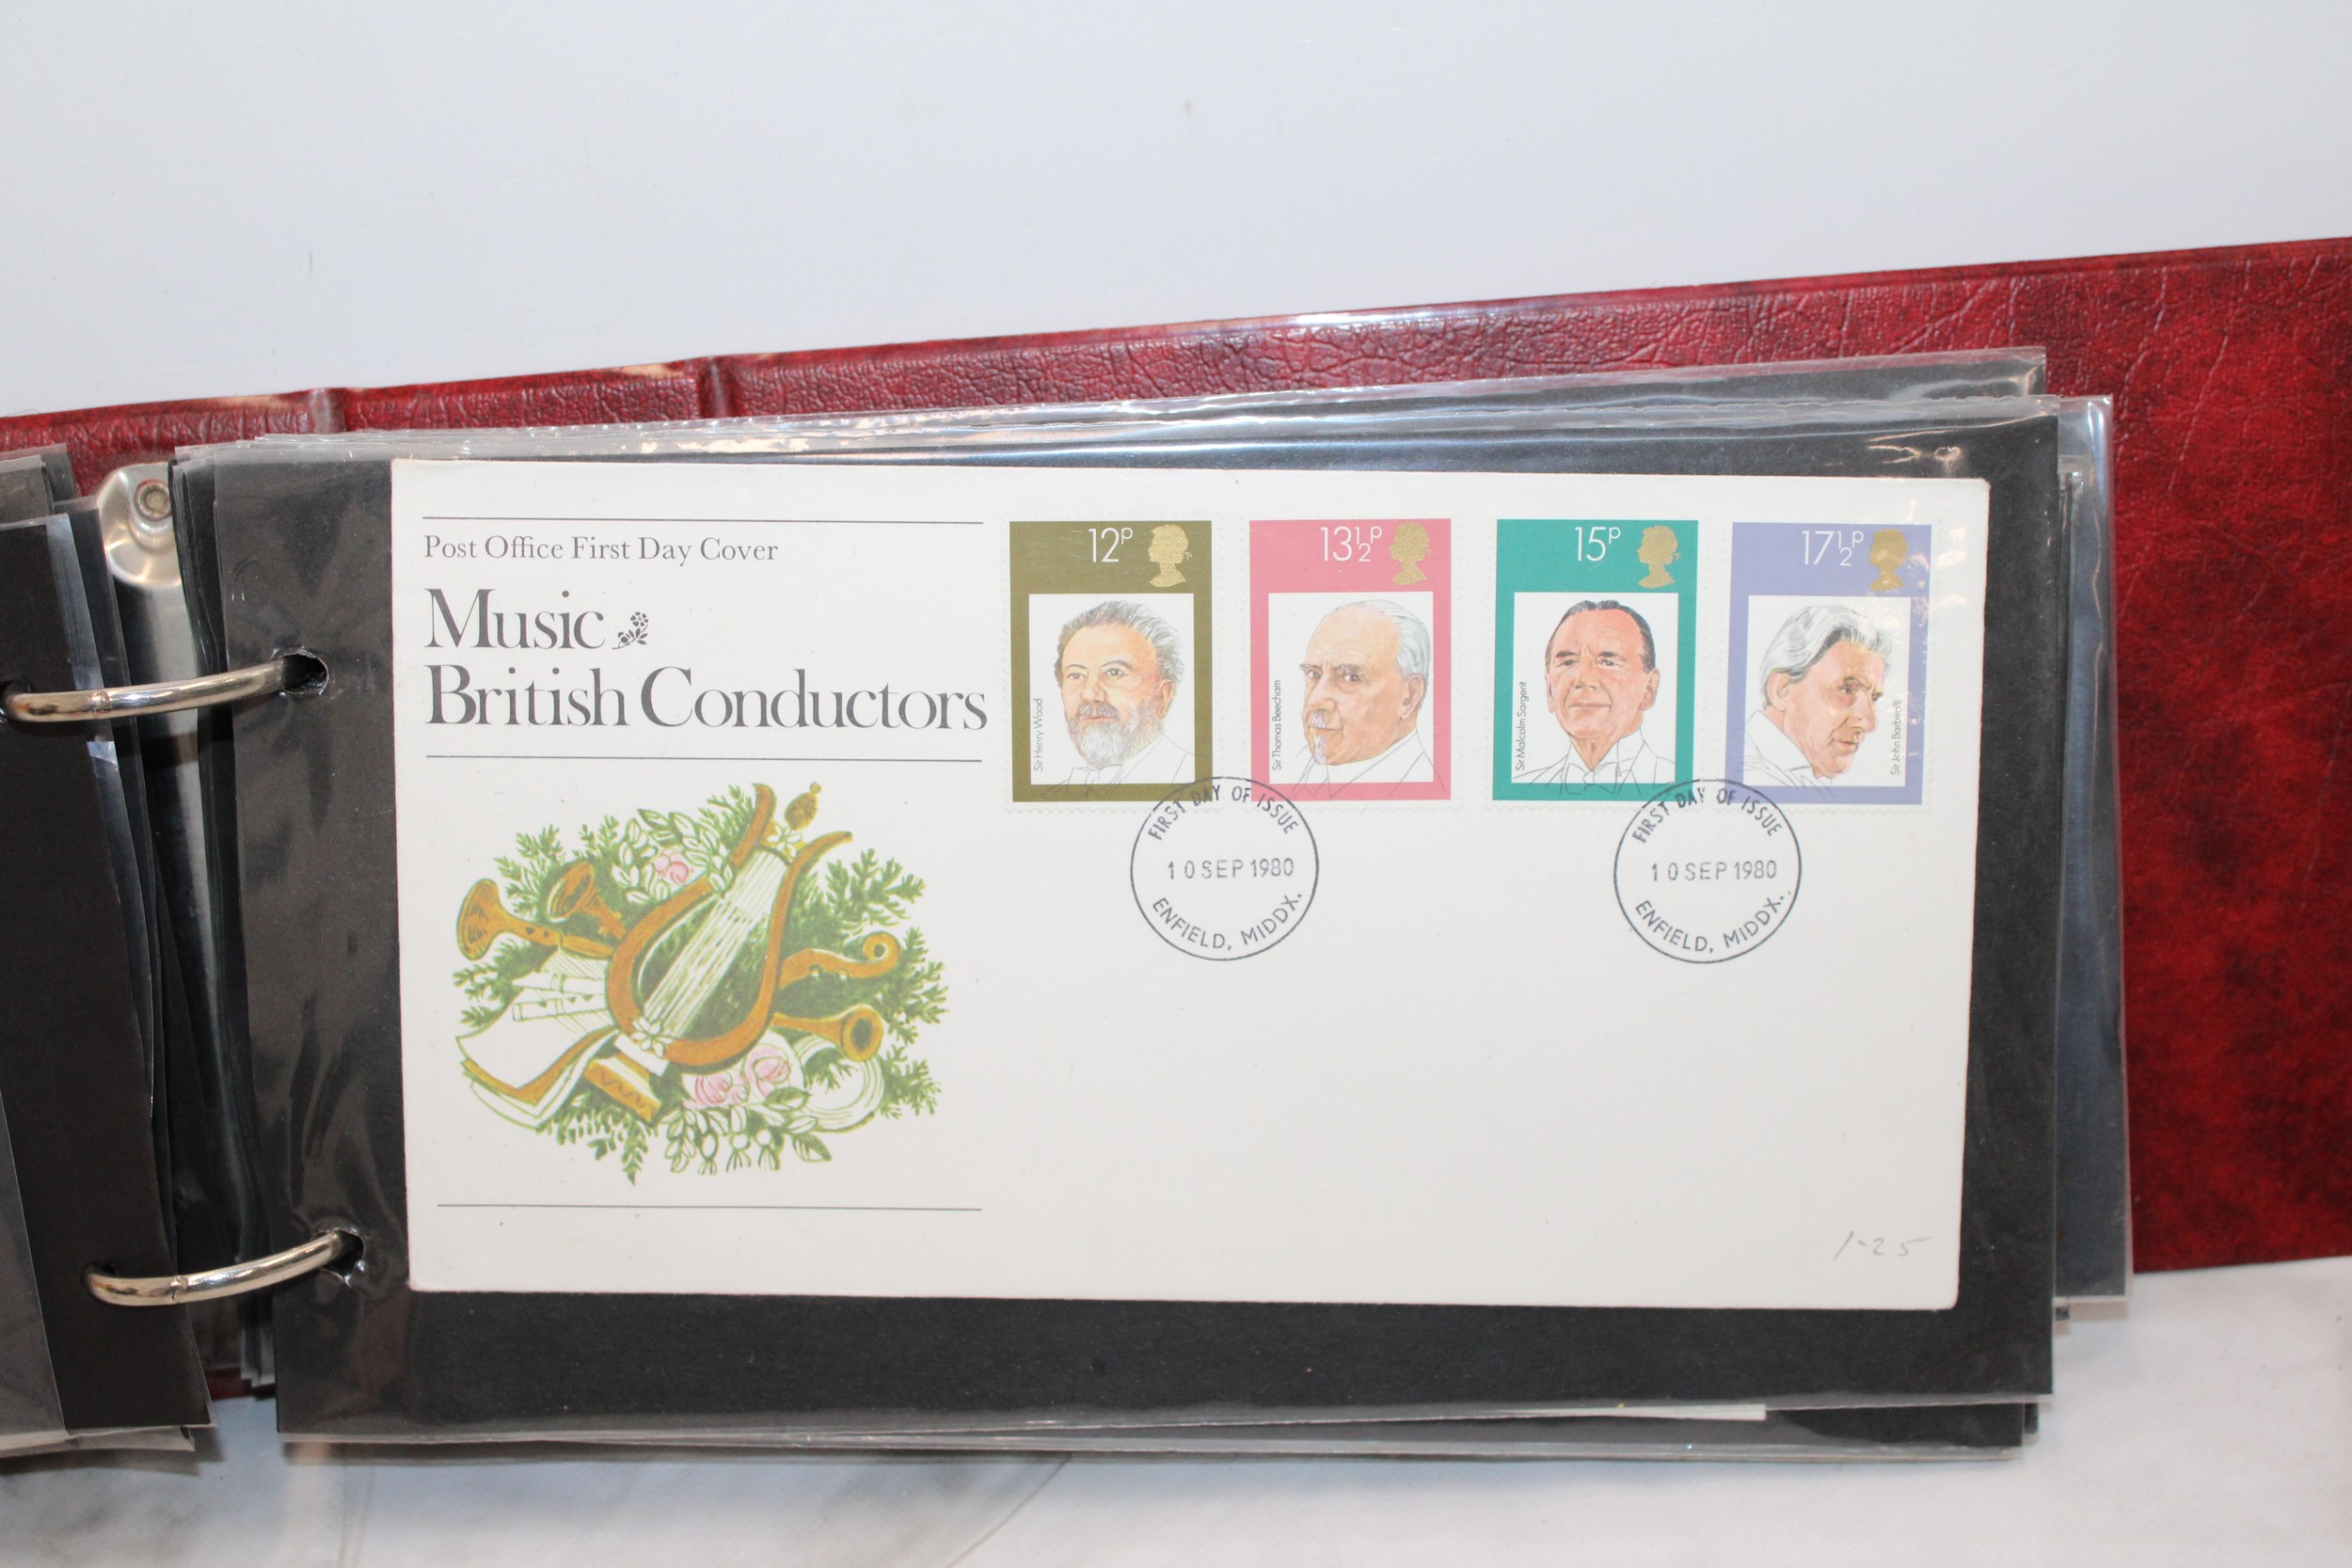 Post Office First Day Cover
Music
British Conductors
12P
Sir Henry Wood
13½P
Sir Thomas Beecham
15P
Sir Malcolm Sargent
17½P
Sir John Barbirolli
FIRST DAY OF ISSUE
10 SEP 1980
ENFIELD, MIDDX.
FIRST DAY OF ISSUE
10 SEP 1980
ENFIELD, MIDDX.
1-25